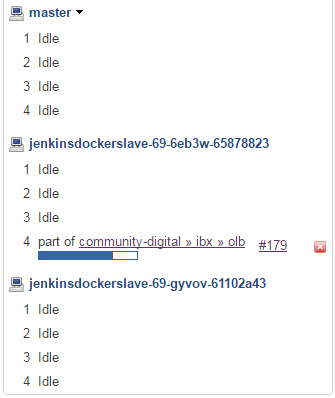 master
1 Idle
2 Idle
3 Idle
4 Idle
jenkinsdockerslave-69-6eb3w-65878823
1 Idle
2 Idle
3 Idle
4 part of community-digital » ibx » olb #179
jenkinsdockerslave-69-gyvov-61102a43
1 Idle
2 Idle
3 Idle
4 Idle